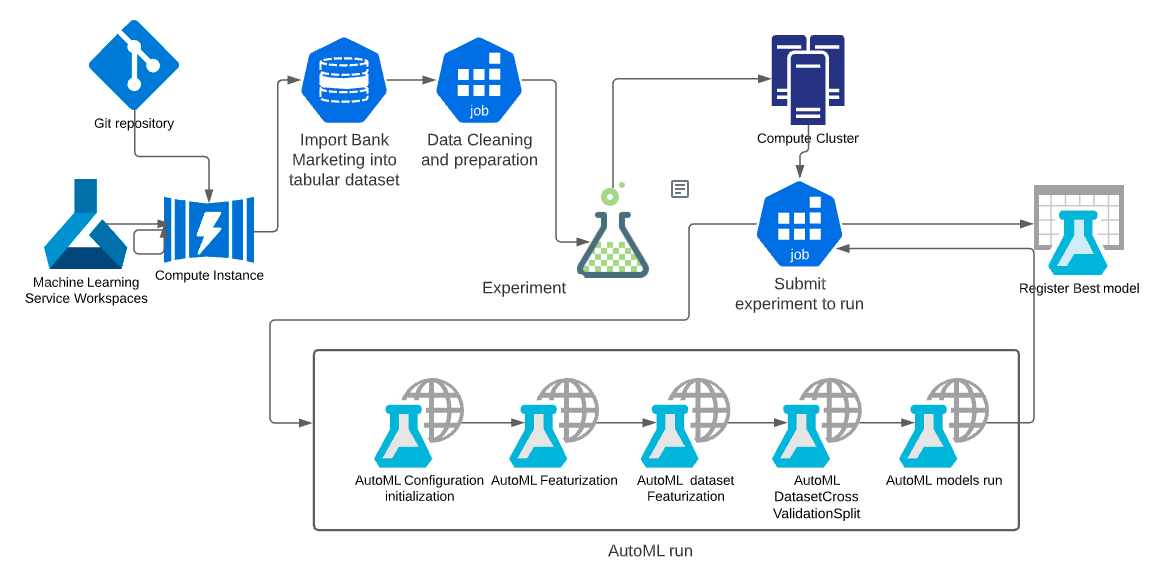 Git repository
Import Bank
Marketing into
tabular dataset
job
Data Cleaning
and preparation
Compute Cluster
Machine Learning
Service Workspaces
Compute Instance
Experiment
job
Submit
experiment to run
Register Best model
AutoML Configuration
initialization
AutoML Featurization
AutoML dataset
Featurization
AutoML
DatasetCross
ValidationSplit
AutoML models run
AutoML run